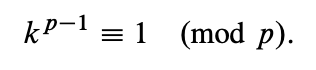 k^{p−1} ≡ 1 (mod p).